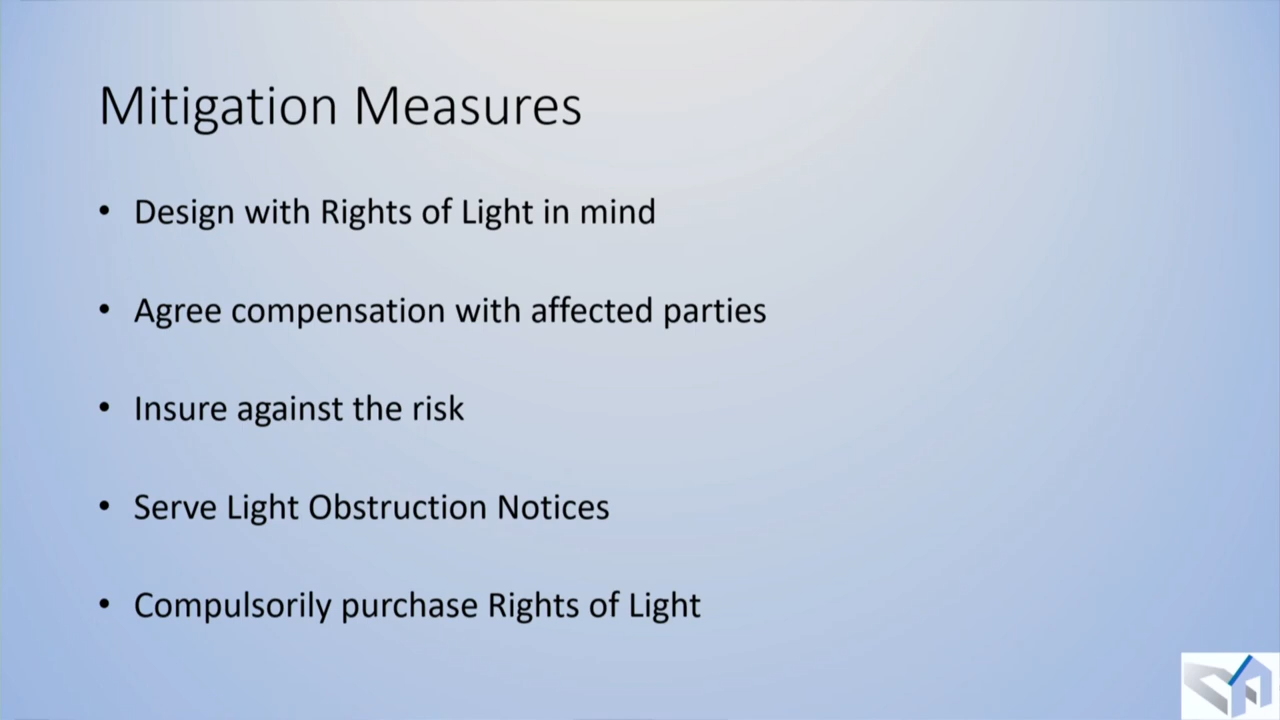 Mitigation Measures
• Design with Rights of Light in mind
• Agree compensation with affected parties
• Insure against the risk
• Serve Light Obstruction Notices
• Compulsorily purchase Rights of Light